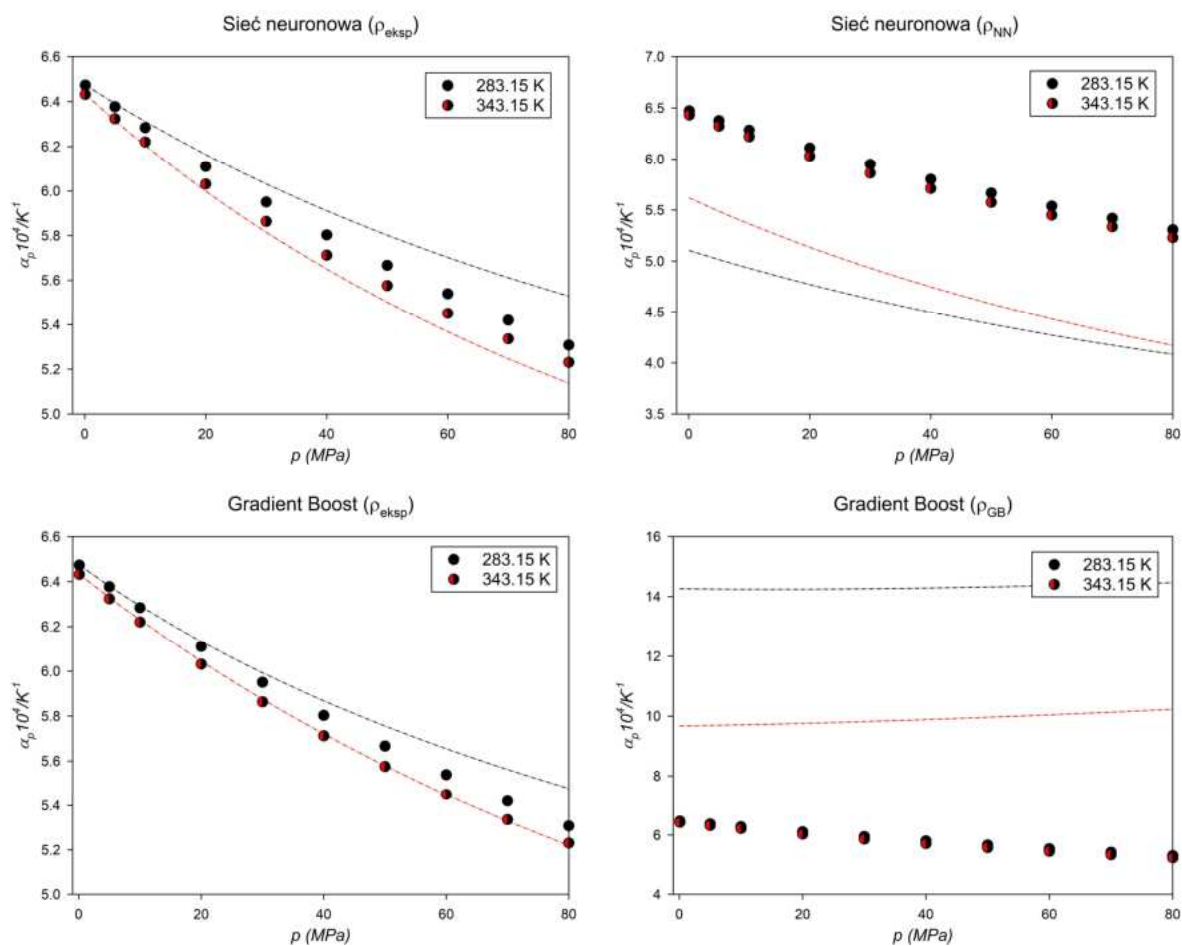 Sieć neuronowa (ρeksp)
6.6
6.4
6.2
6.0
5.8
5.6
5.4
5.2
5.0
αp10⁴/K⁻¹
283.15 K
343.15 K
0 20 40 60 80
p (MPa)
Sieć neuronowa (ρNN)
7.0
6.5
6.0
5.5
5.0
4.5
4.0
3.5
αp10⁴/K⁻¹
283.15 K
343.15 K
0 20 40 60 80
p (MPa)
Gradient Boost (ρeksp)
6.6
6.4
6.2
6.0
5.8
5.6
5.4
5.2
5.0
αp10⁴/K⁻¹
283.15 K
343.15 K
0 20 40 60 80
p (MPa)
Gradient Boost (ρGB)
16
14
12
10
8
6
4
αp10⁴/K⁻¹
283.15 K
343.15 K
0 20 40 60 80
p (MPa)